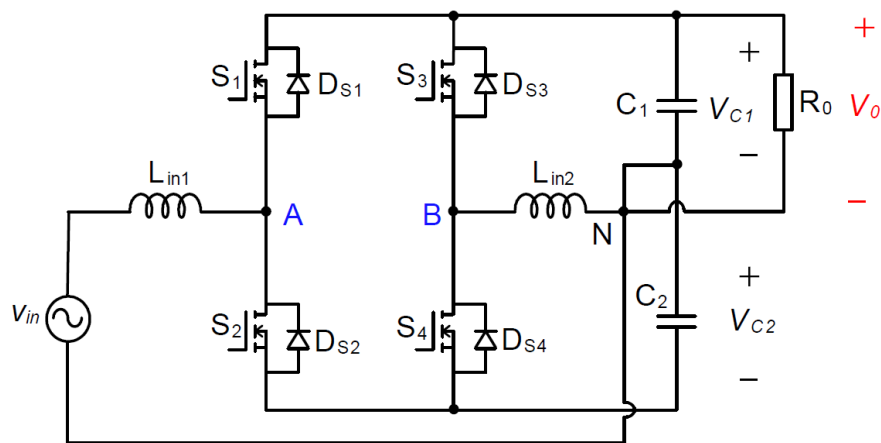 S1
DS1
S3
DS3
C1
+
VC1
−
R0
+
V0
−
Lin1
A
B
Lin2
N
vin
S2
DS2
S4
DS4
C2
+
VC2
−